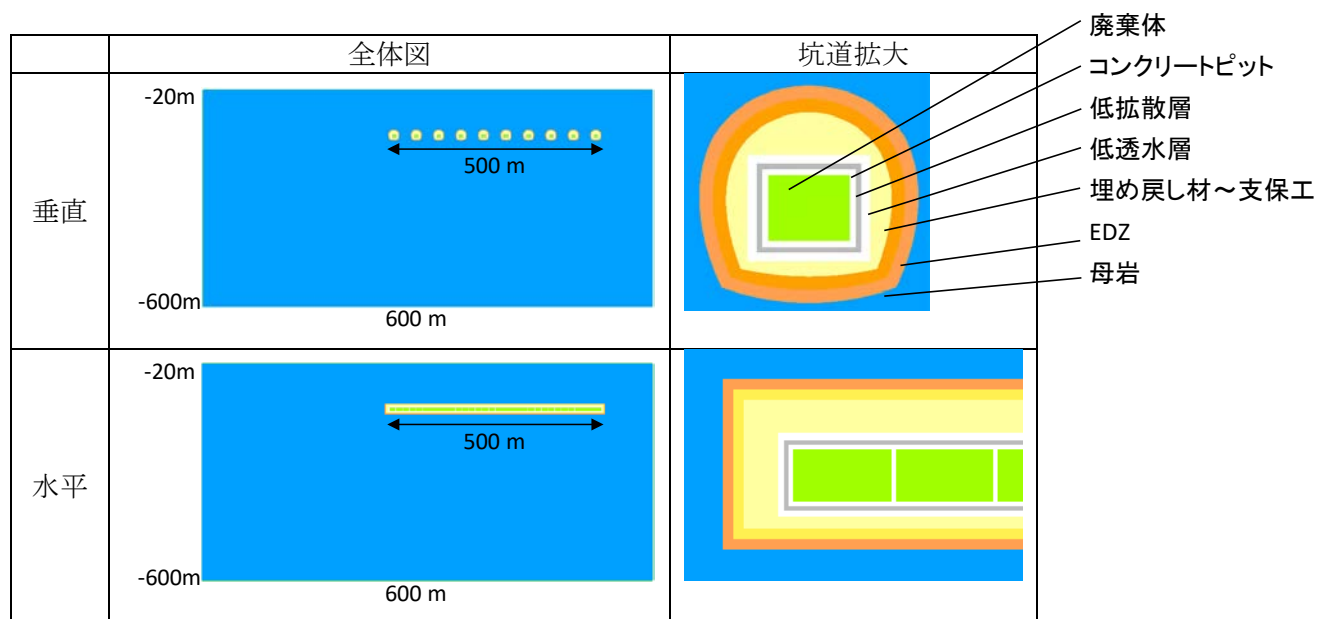 全体図
坑道拡大
廃棄体
コンクリートピット
低拡散層
低透水層
埋め戻し材～支保工
EDZ
母岩
垂直
-20m
500 m
-600m
600 m
水平
-20m
500 m
-600m
600 m